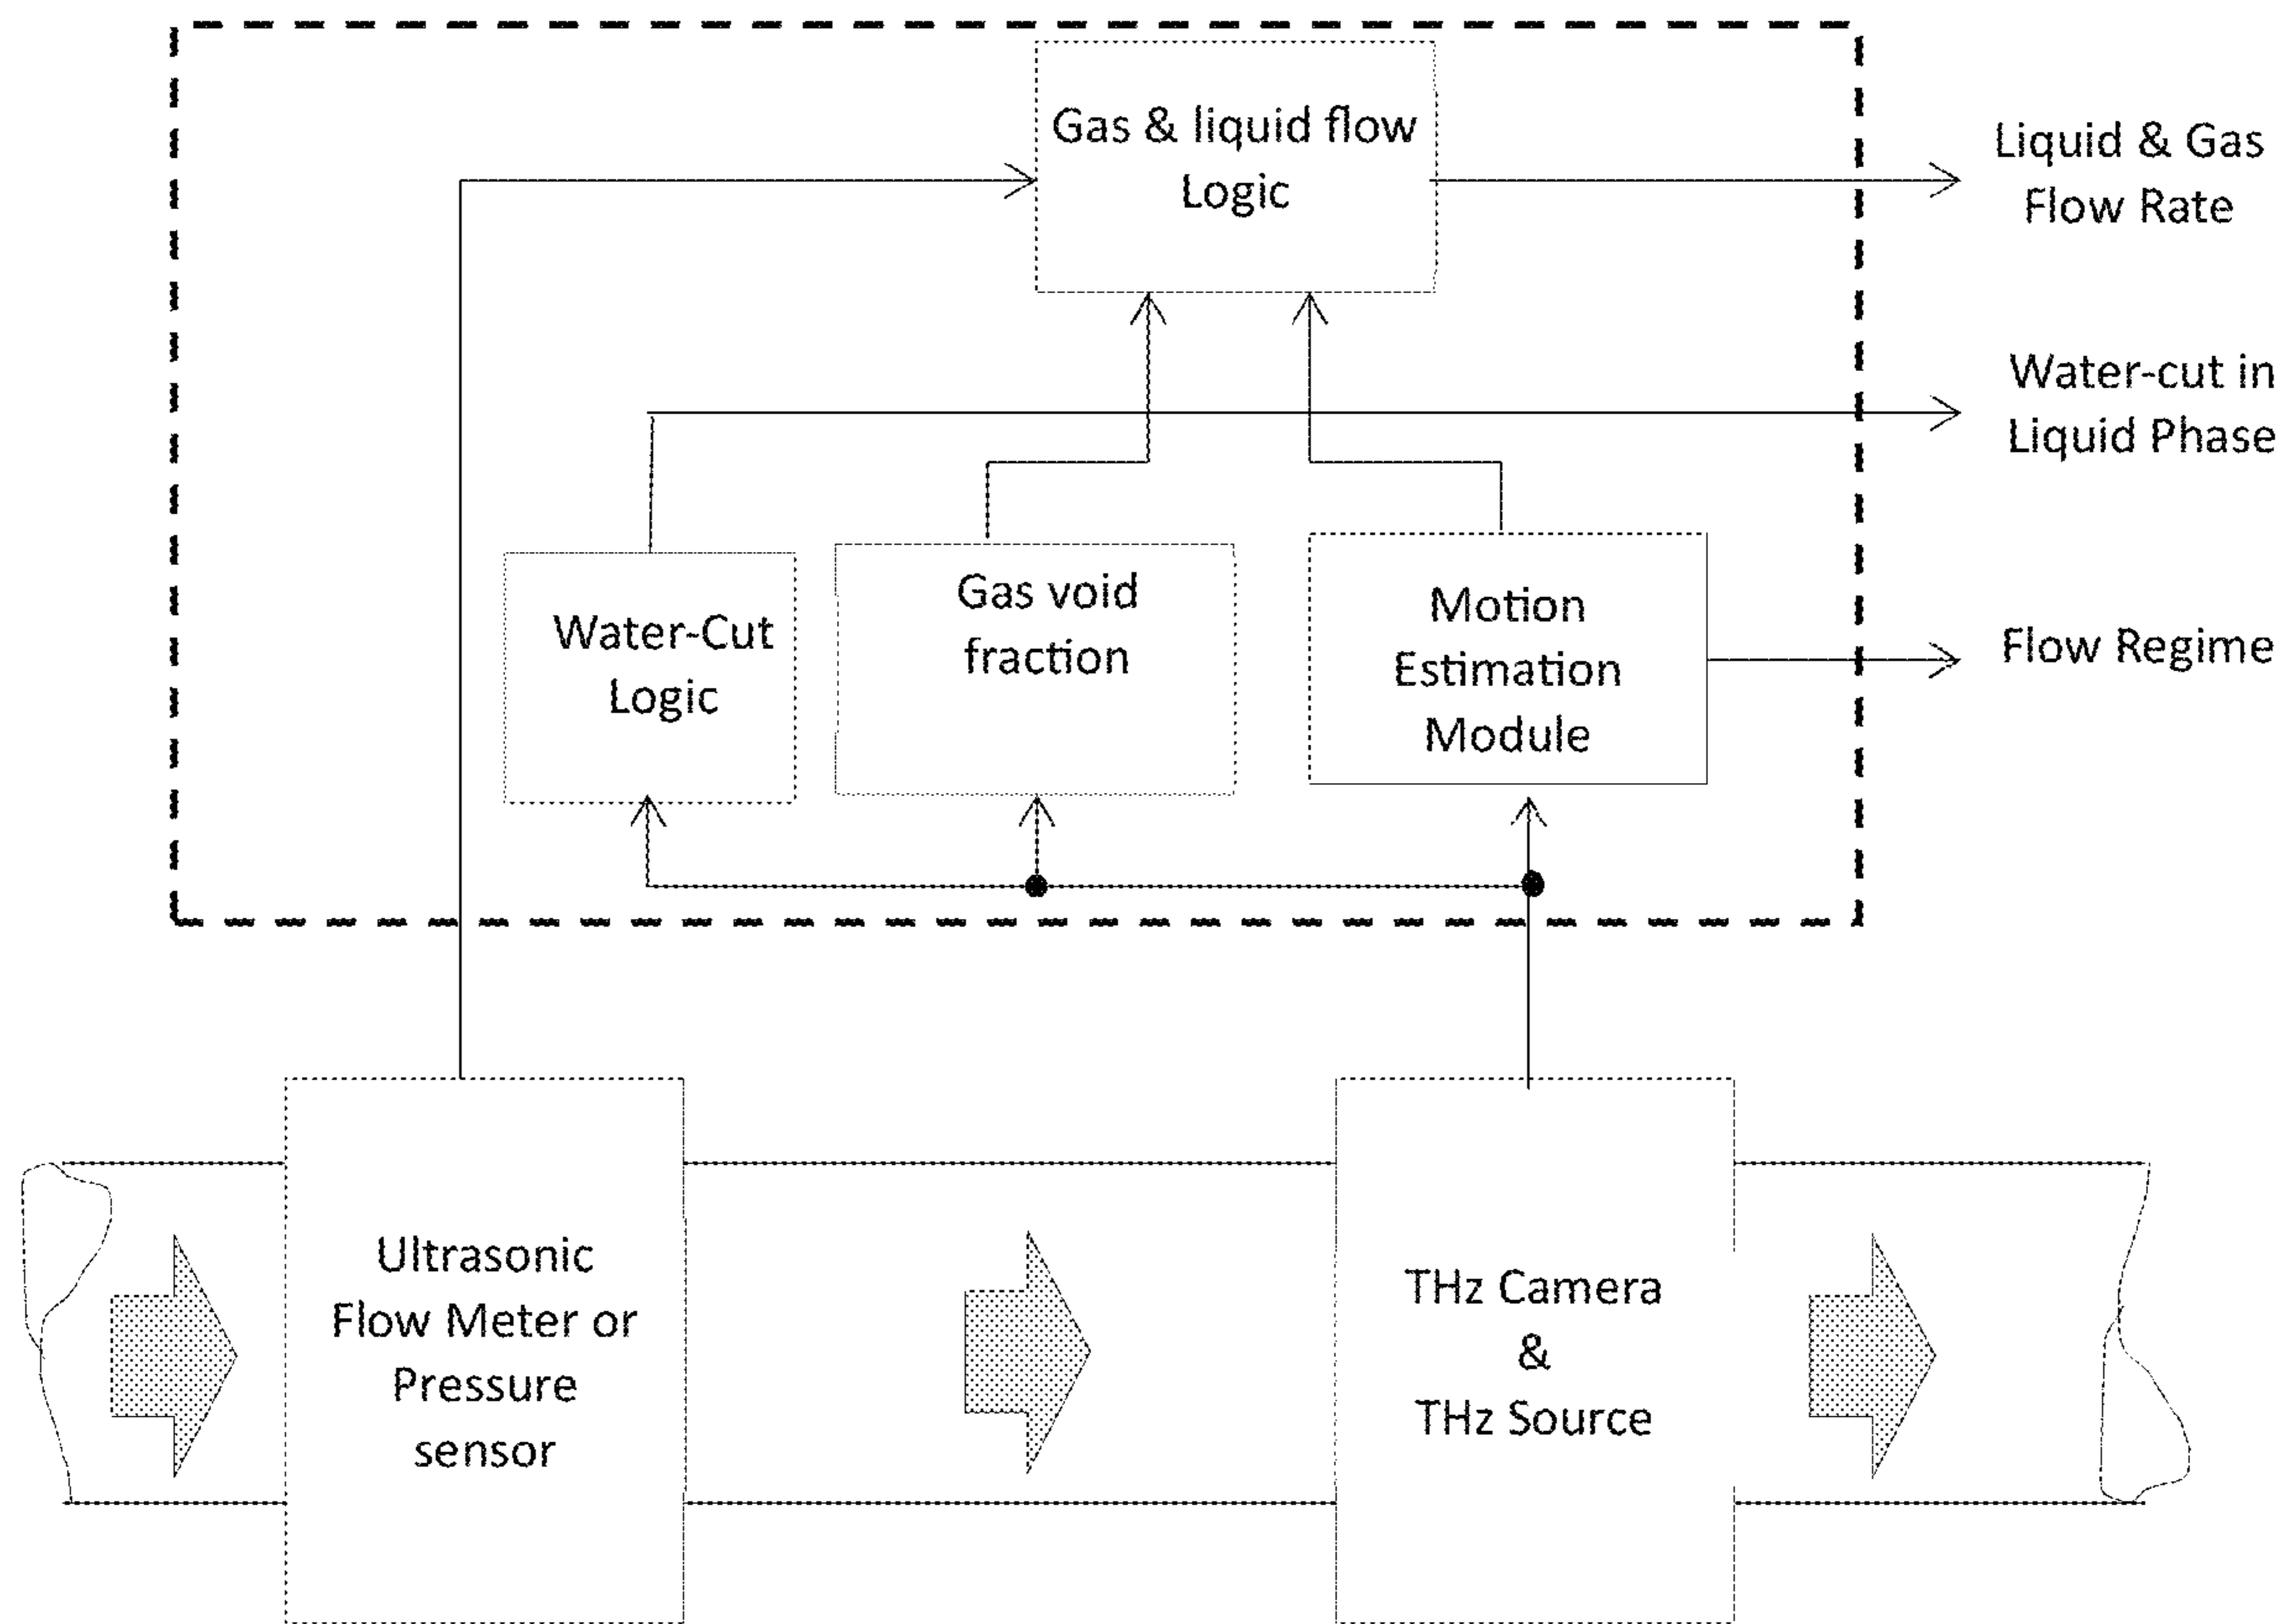 Gas & liquid flow
Logic
Liquid & Gas
Flow Rate
Water-cut in
Liquid Phase
Water-Cut
Logic
Gas void
fraction
Motion
Estimation
Module
Flow Regime
Ultrasonic
Flow Meter or
Pressure
sensor
THz Camera
&
THz Source